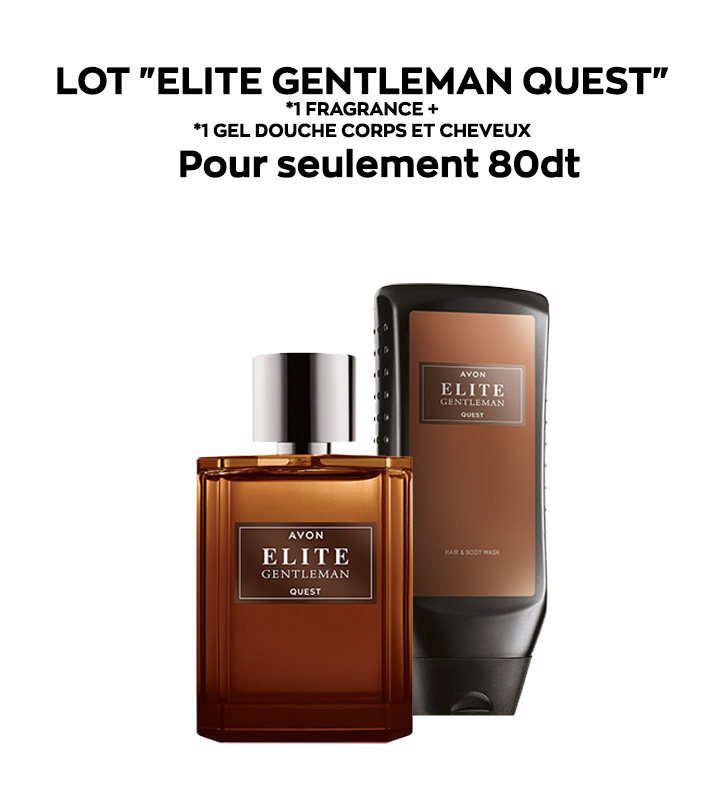 LOT "ELITE GENTLEMAN QUEST"
*1 FRAGRANCE +
*1 GEL DOUCHE CORPS ET CHEVEUX
Pour seulement 80dt
AVON
ELITE
GENTLEMAN
QUEST
HAIR & BODY WASH
AVON
ELITE
GENTLEMAN
QUEST